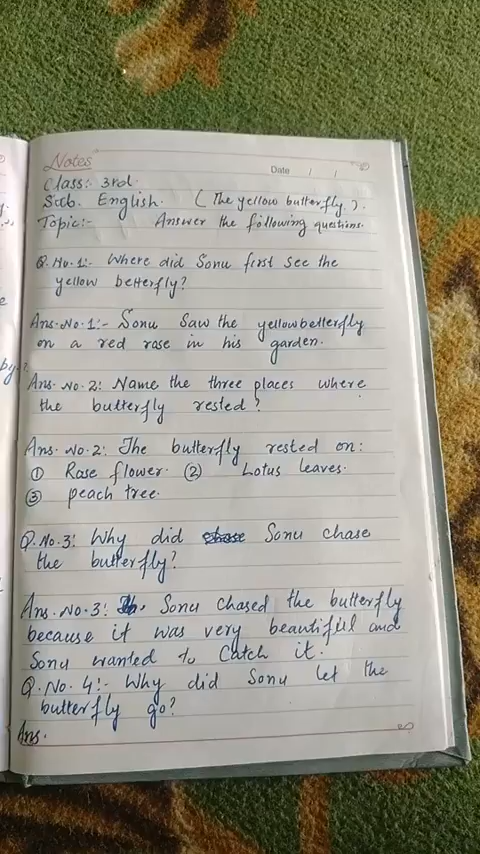 Notes
Date / /
Class:- 3rd.
Sub. English. (The yellow butterfly.).
Topic:- Answer the following questions.
Q.No.1:- Where did Sonu first see the
yellow betterfly?
Ans.No.1:- Sonu Saw the yellowbetterfly
on a red rase in his garden.
Ans.No.2: Name the three places where
the butterfly rested?
Ans.No.2: The butterfly rested on:
① Rase flower. ② Lotus leaves.
③ peach tree.
Q.No.3: Why did Sonu chase
the butterfly?
Ans.No.3: Sonu Chased the butterfly
because it was very beautiful and
Sonu wanted to Catch it.
Q.No.4:- Why did Sonu let the
butterfly go?
Ans.